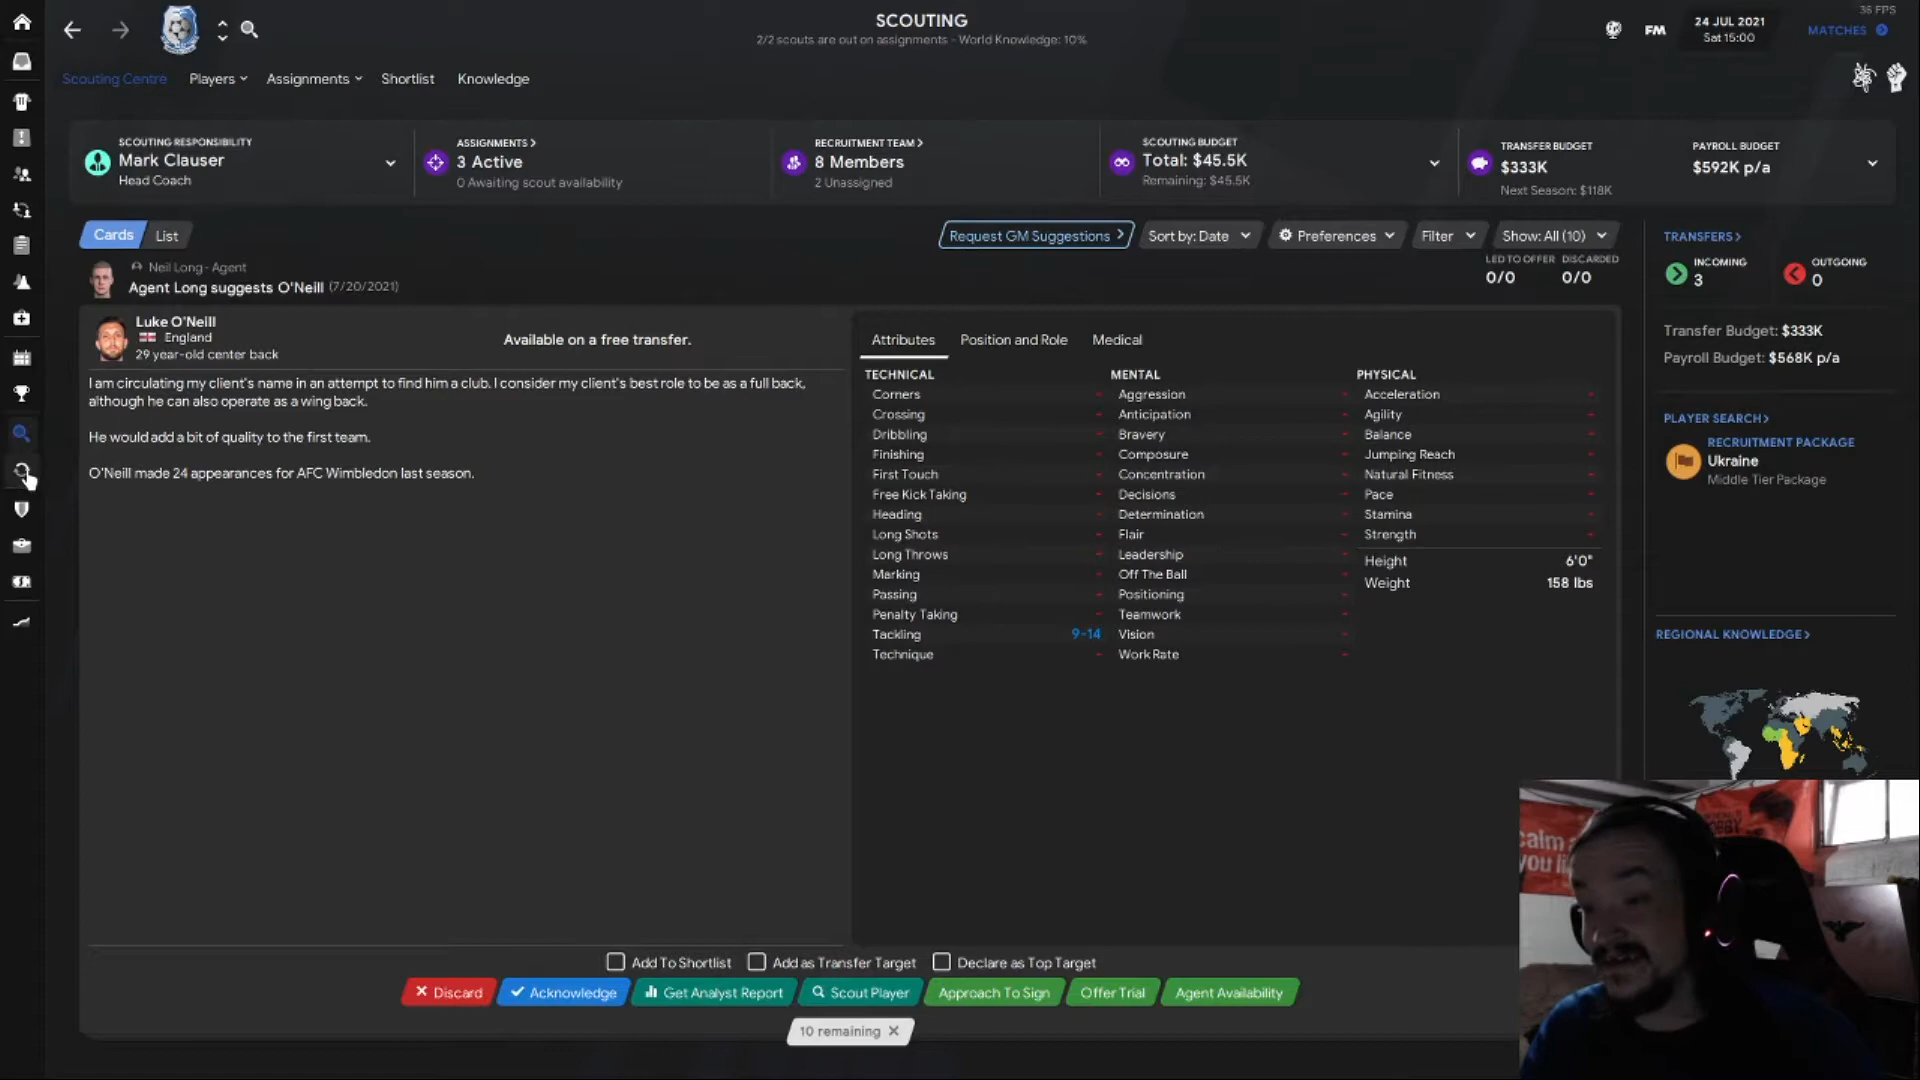 36 FPS
SCOUTING
2/2 scouts are out on assignments - World Knowledge: 10%
FM
24 JUL 2021
Sat 15:00
MATCHES
Scouting Centre
Players
Assignments
Shortlist
Knowledge
SCOUTING RESPONSIBILITY
Mark Clauser
Head Coach
ASSIGNMENTS >
3 Active
0 Awaiting scout availability
RECRUITMENT TEAM >
8 Members
2 Unassigned
SCOUTING BUDGET
Total: $45.5K
Remaining: $45.5K
TRANSFER BUDGET
$333K
Next Season: $118K
PAYROLL BUDGET
$592K p/a
Cards
List
Request GM Suggestions >
Sort by: Date
Preferences
Filter
Show: All (10)
Neil Long - Agent
Agent Long suggests O'Neill (7/20/2021)
LED TO OFFER
0/0
DISCARDED
0/0
Luke O'Neill
England
29 year-old center back
Available on a free transfer.
I am circulating my client's name in an attempt to find him a club. I consider my client's best role to be as a full back,
although he can also operate as a wing back.
He would add a bit of quality to the first team.
O'Neill made 24 appearances for AFC Wimbledon last season.
Attributes
Position and Role
Medical
TECHNICAL
Corners -
Crossing -
Dribbling -
Finishing -
First Touch -
Free Kick Taking -
Heading -
Long Shots -
Long Throws -
Marking -
Passing -
Penalty Taking -
Tackling 9-14
Technique -
MENTAL
Aggression -
Anticipation -
Bravery -
Composure -
Concentration -
Decisions -
Determination -
Flair -
Leadership -
Off The Ball -
Positioning -
Teamwork -
Vision -
Work Rate -
PHYSICAL
Acceleration -
Agility -
Balance -
Jumping Reach -
Natural Fitness -
Pace -
Stamina -
Strength -
Height 6'0"
Weight 158 lbs
TRANSFERS >
INCOMING
3
OUTGOING
0
Transfer Budget: $333K
Payroll Budget: $568K p/a
PLAYER SEARCH >
RECRUITMENT PACKAGE
Ukraine
Middle Tier Package
REGIONAL KNOWLEDGE >
Add To Shortlist
Add as Transfer Target
Declare as Top Target
Discard
Acknowledge
Get Analyst Report
Scout Player
Approach To Sign
Offer Trial
Agent Availability
10 remaining